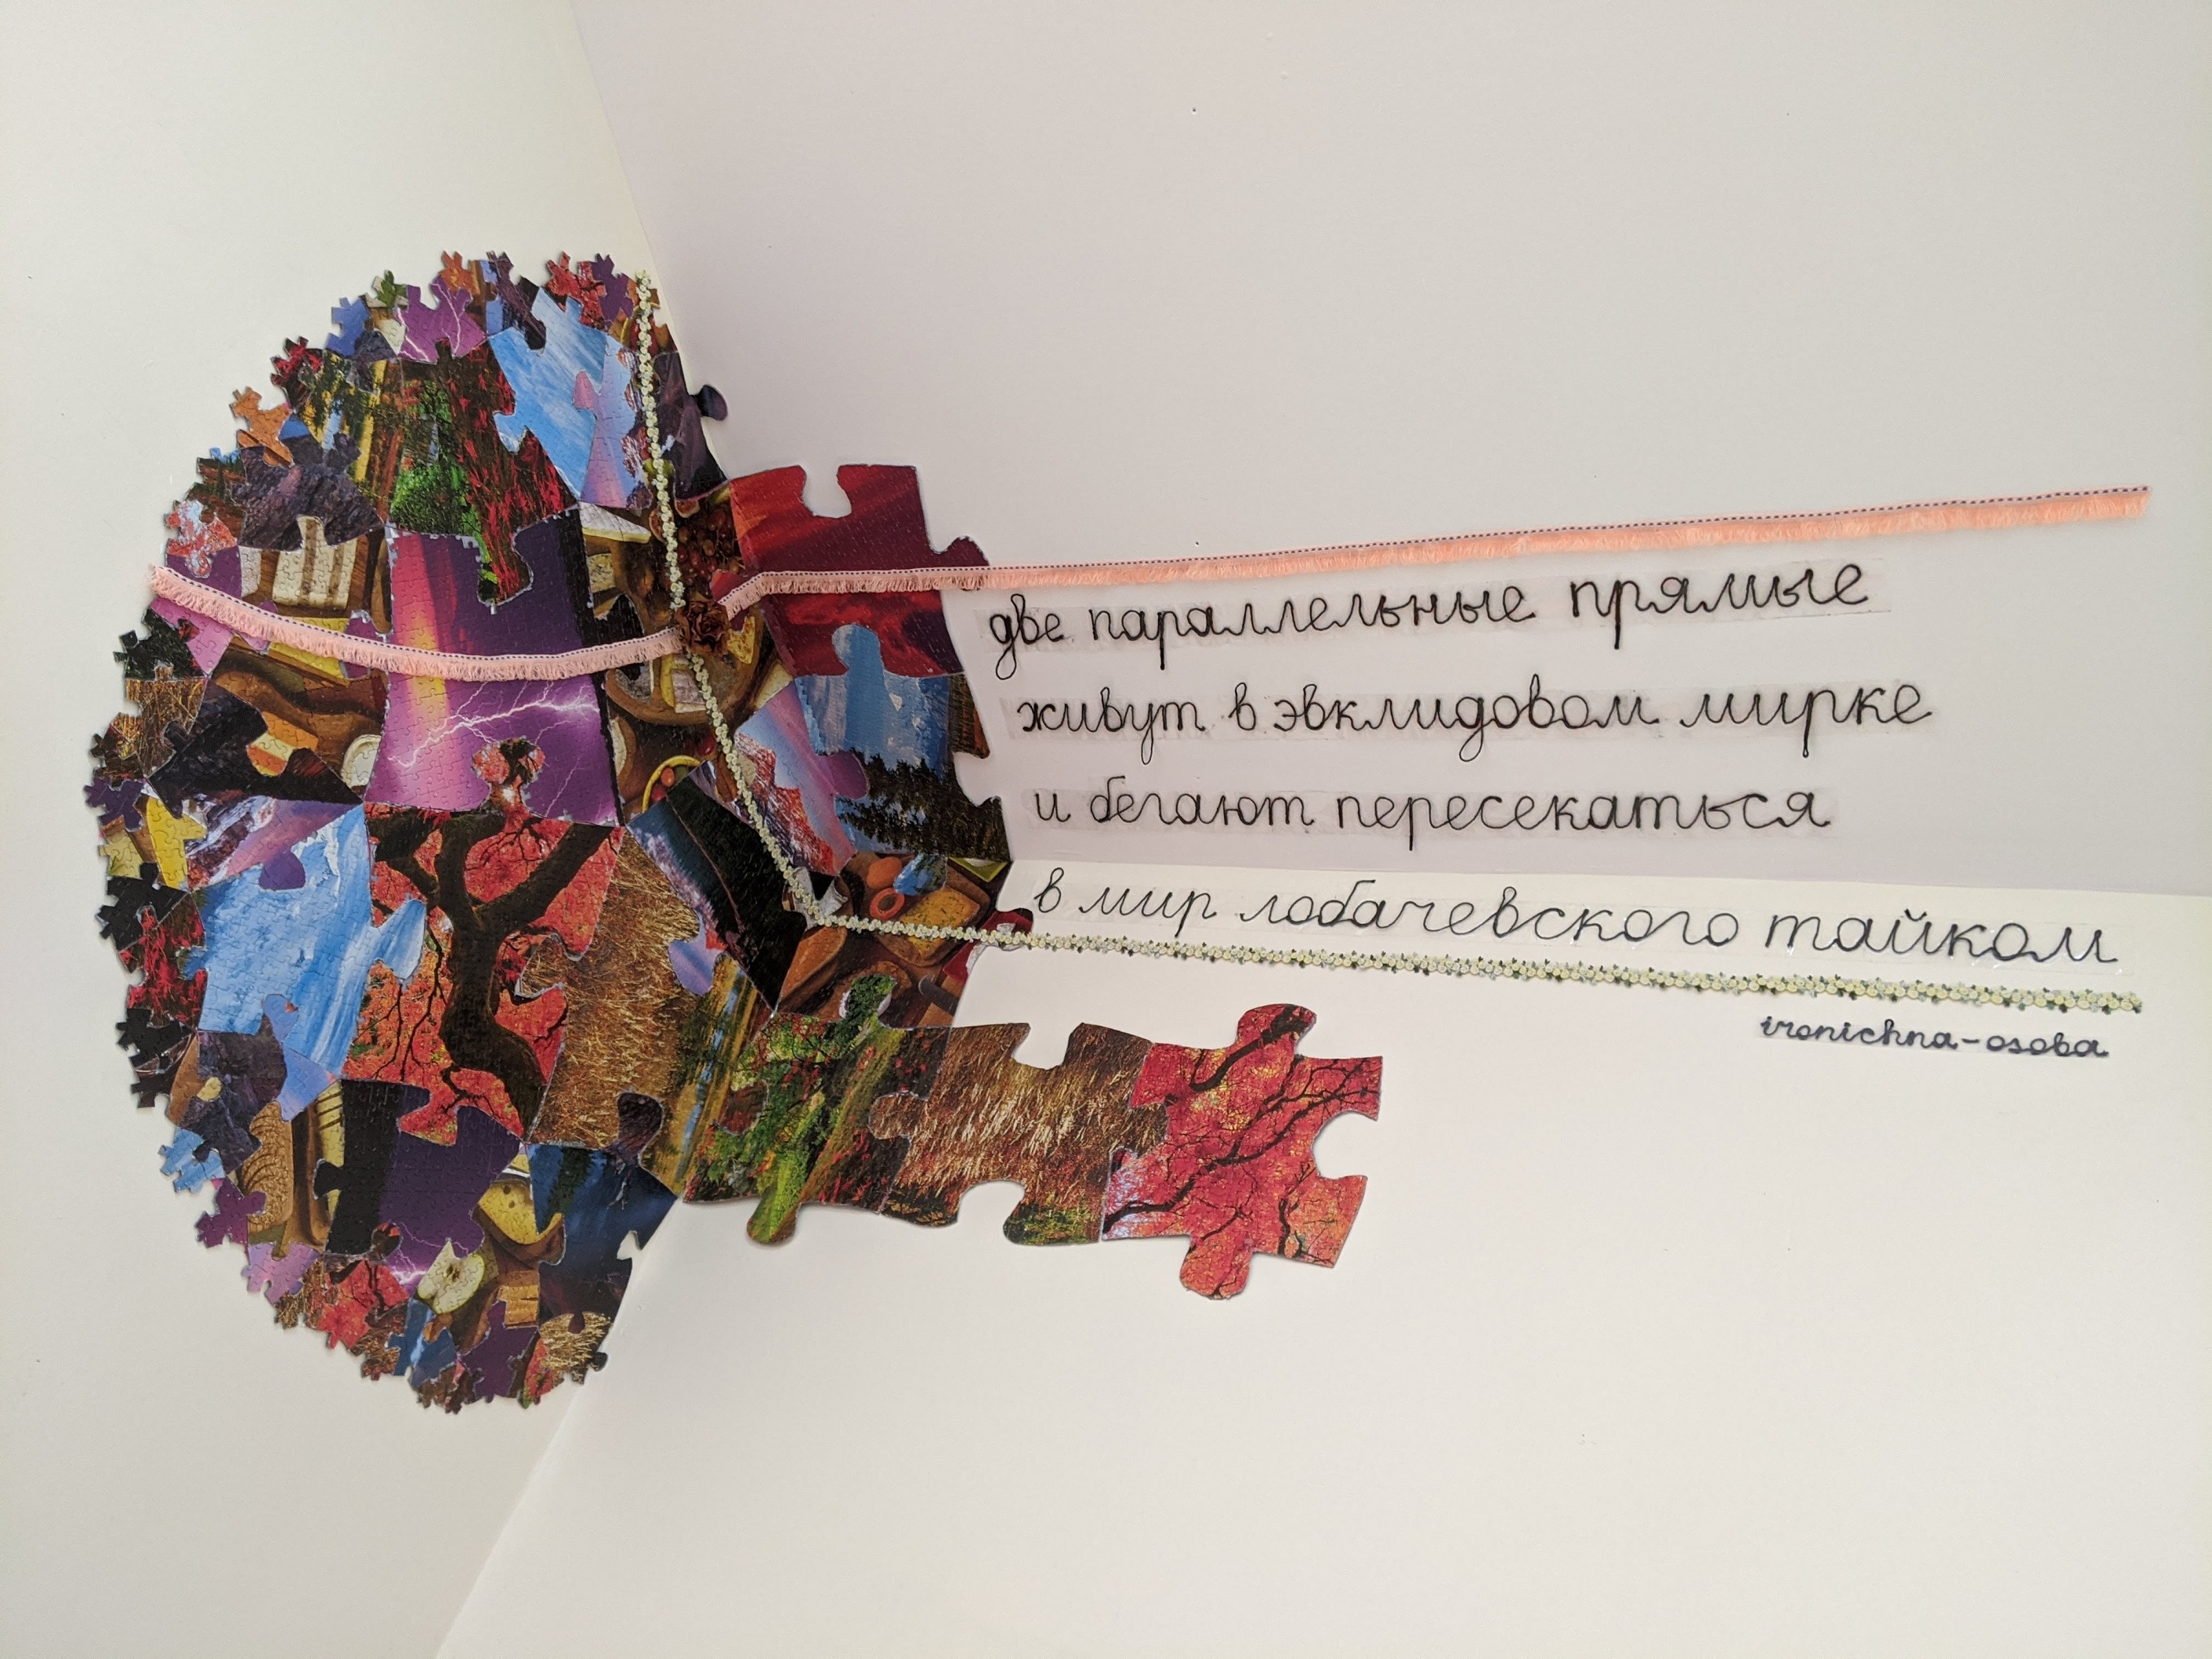 две параллельные прямые
живут в эвклидовом мирке
и бегают пересекаться
в мир лобачевского тайком
ironichna-osoba